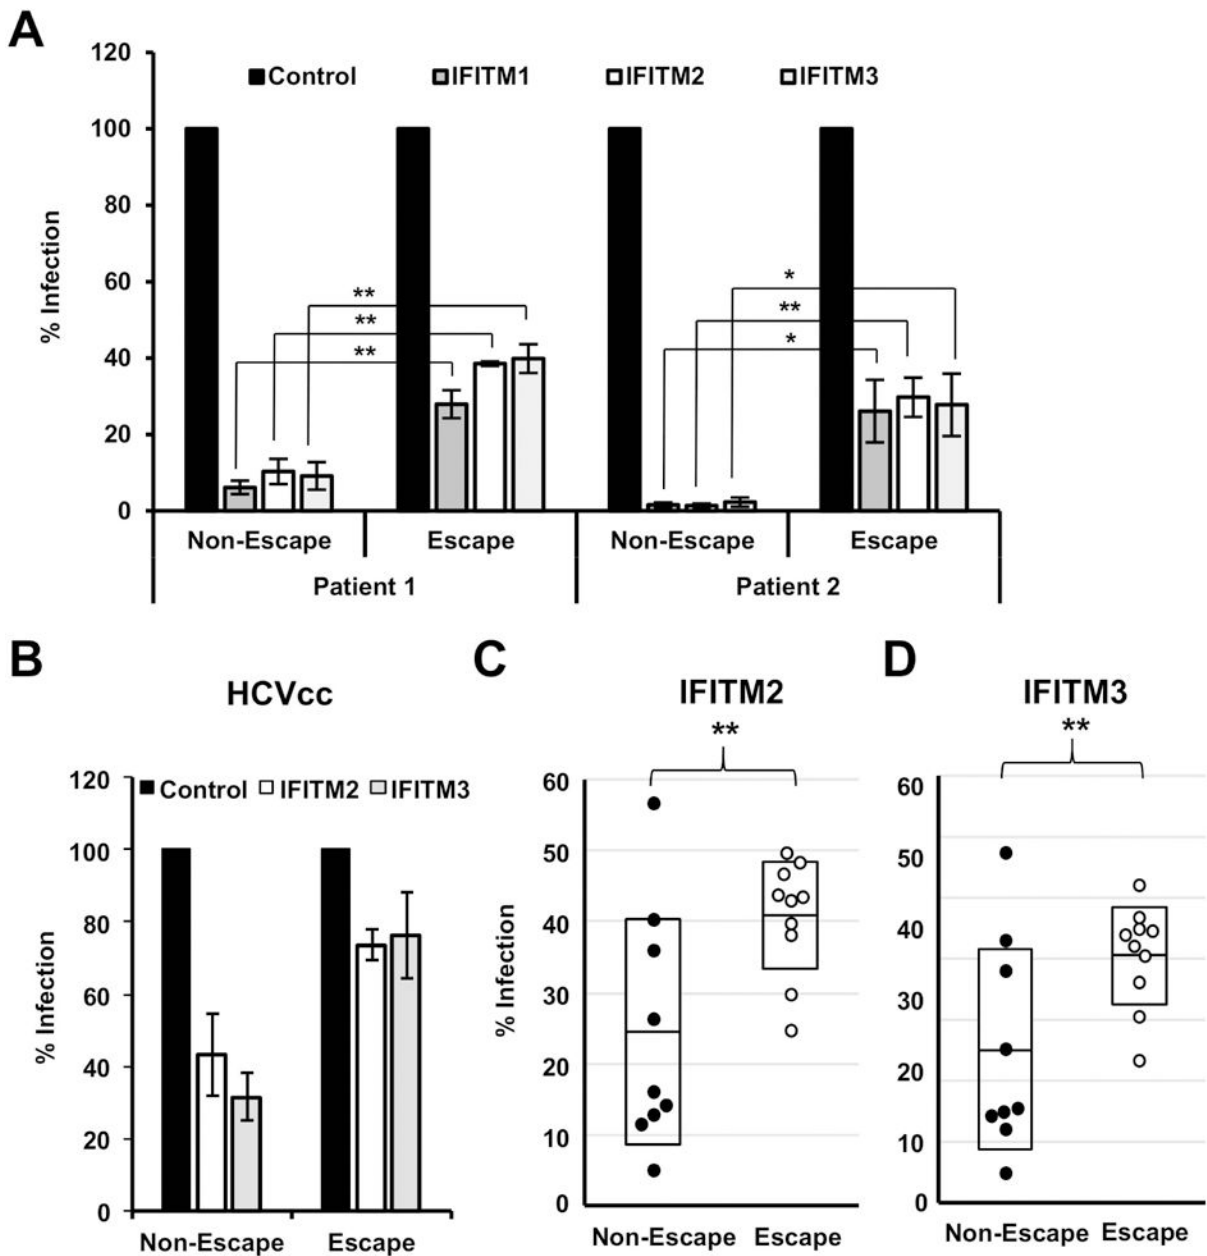 A
120
100
80
60
40
20
0
% Infection
Control IFITM1 IFITM2 IFITM3
** ** **
* ** *
Non-Escape Escape Non-Escape Escape
Patient 1 Patient 2
B
HCVcc
120
100
80
60
40
20
0
% Infection
Control IFITM2 IFITM3
Non-Escape Escape
C
IFITM2
**
60
50
40
30
20
10
0
% Infection
Non-Escape Escape
D
IFITM3
**
60
50
40
30
20
10
0
Non-Escape Escape